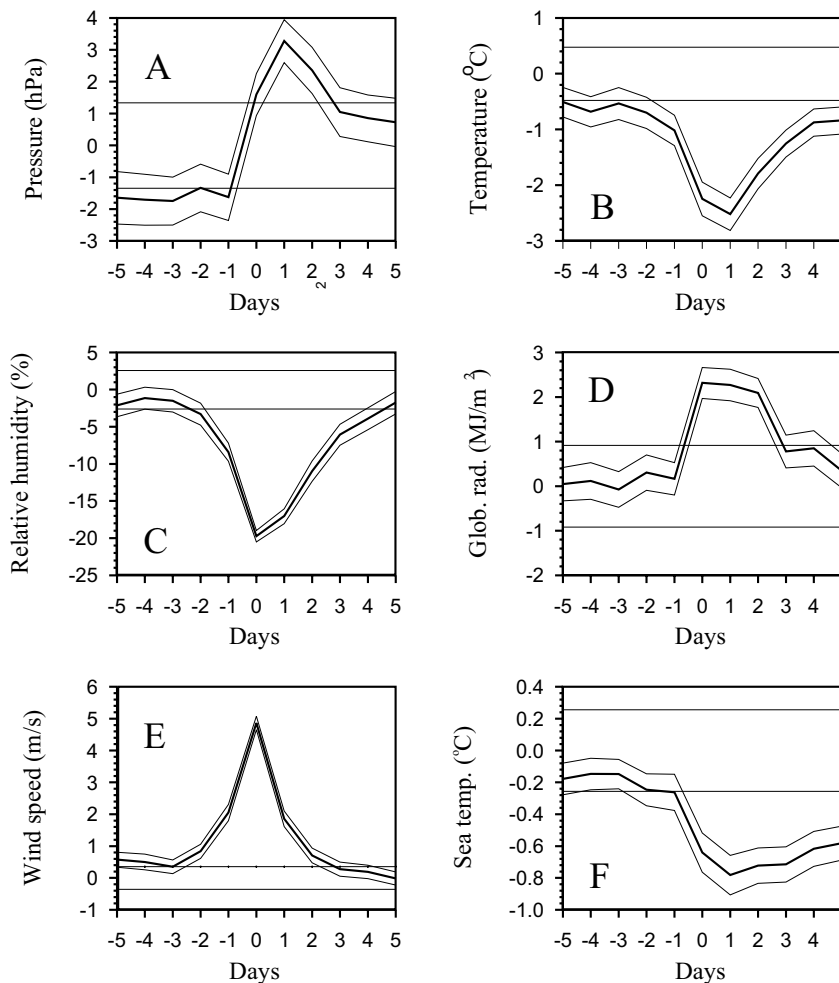 A
Pressure (hPa)
4
3
2
1
0
-1
-2
-3
-5 -4 -3 -2 -1 0 1 2 3 4 5
Days
B
Temperature (°C)
1
0
-1
-2
-3
-5 -4 -3 -2 -1 0 1 2 4
Days
C
Relative humidity (%)
5
0
-5
-10
-15
-20
-25
-5 -4 -3 -2 -1 0 1 2 3 4 5
Days
D
Glob. rad. (MJ/m³)
3
2
1
0
-1
-2
-5 -4 -3 -2 -1 0 1 2 4
Days
E
Wind speed (m/s)
6
5
4
3
2
1
0
-1
-5 -4 -3 -2 -1 0 1 2 3 4 5
Days
F
Sea temp. (°C)
0.4
0.2
0.0
-0.2
-0.4
-0.6
-0.8
-1.0
-5 -4 -3 -2 -1 0 1 2 3 4
Days